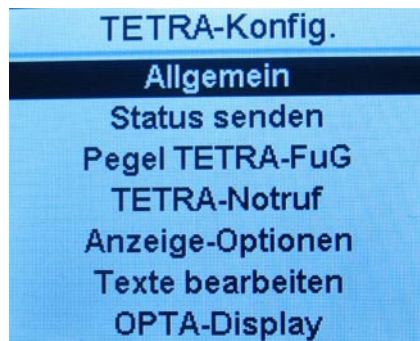 TETRA-Konfig.
Allgemein
Status senden
Pegel TETRA-FuG
TETRA-Notruf
Anzeige-Optionen
Texte bearbeiten
OPTA-Display